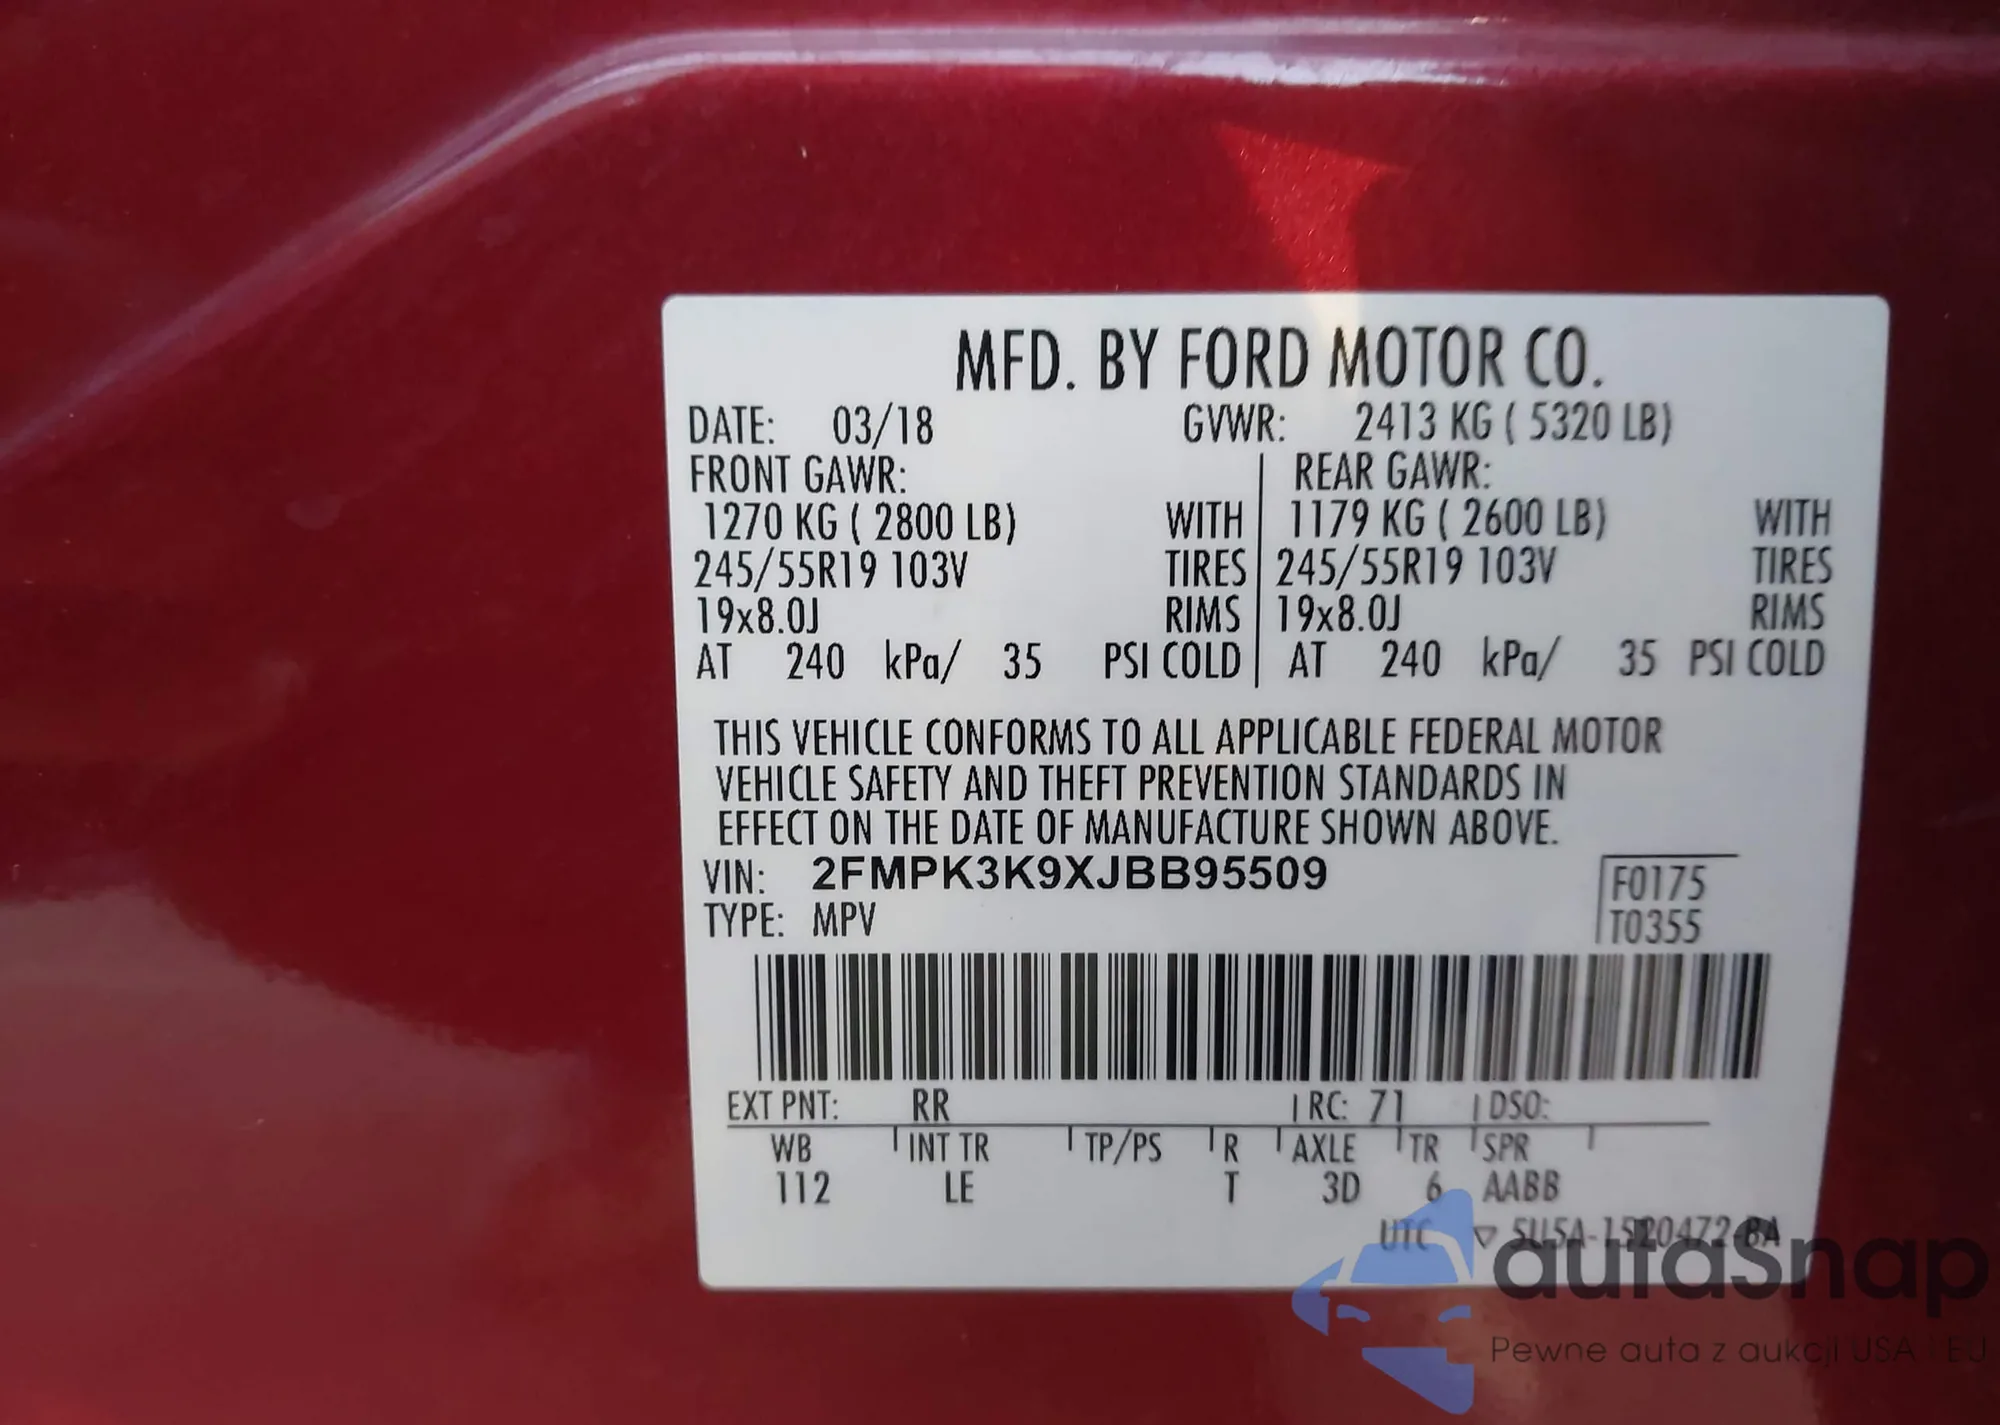 MFD. BY FORD MOTOR CO.
DATE: 03/18 GVWR: 2413 KG ( 5320 LB)
FRONT GAWR: REAR GAWR:
1270 KG ( 2800 LB) WITH 1179 KG ( 2600 LB) WITH
245/55R19 103V TIRES 245/55R19 103V TIRES
19x8.0J RIMS 19x8.0J RIMS
AT 240 kPa/ 35 PSI COLD AT 240 kPa/ 35 PSI COLD
THIS VEHICLE CONFORMS TO ALL APPLICABLE FEDERAL MOTOR
VEHICLE SAFETY AND THEFT PREVENTION STANDARDS IN
EFFECT ON THE DATE OF MANUFACTURE SHOWN ABOVE.
VIN: 2FMPK3K9XJBB95509
F0175
TYPE: MPV
T0355
EXT PNT: RR RC: 71 DSO:
WB INT TR TP/PS R AXLE TR SPR
112 LE T 3D 6 AABB
UTC ▽ 5U5A-1520472-BA
autaSnap
Pewne auta z aukcji USA i EU